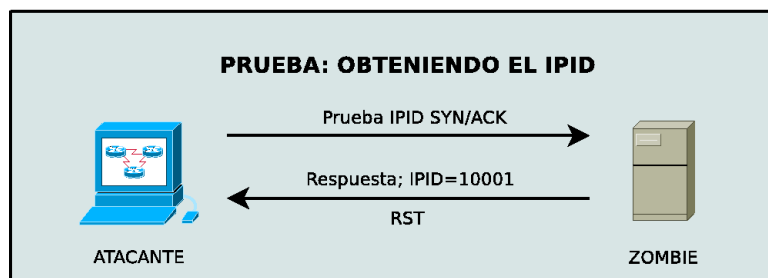 PRUEBA: OBTENIENDO EL IPID
Prueba IPID SYN/ACK
Respuesta; IPID=10001
RST
ATACANTE
ZOMBIE